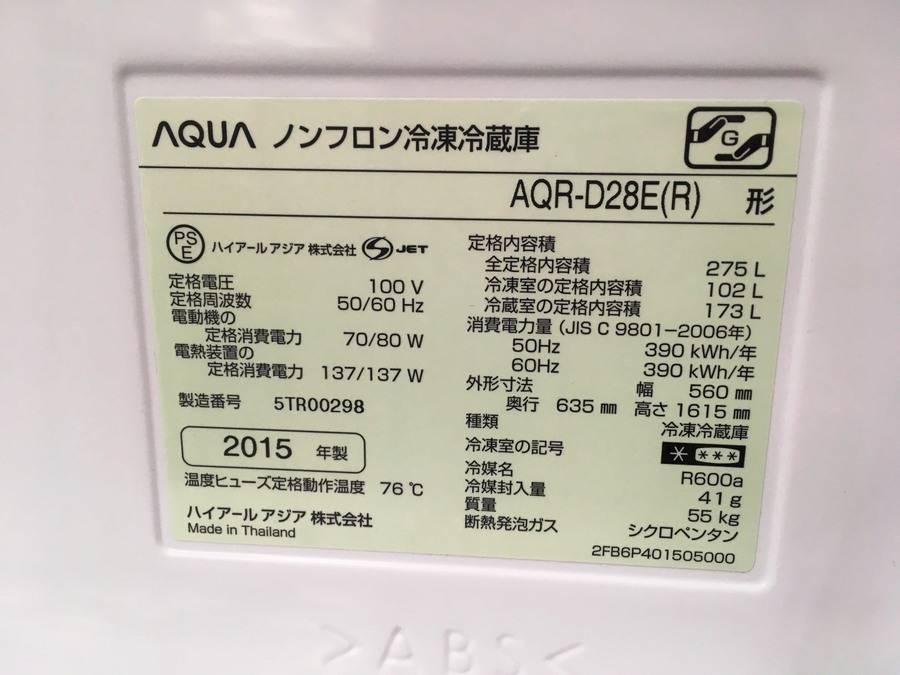 AQUA ノンフロン冷凍冷蔵庫
G
AQR-D28E(R) 形
PS E ハイアール アジア 株式会社 JET
定格電圧 100 V
定格周波数 50/60 Hz
電動機の
定格消費電力 70/80 W
電熱装置の
定格消費電力 137/137 W
製造番号 5TR00298
2015 年製
温度ヒューズ定格動作温度 76 ℃
ハイアール アジア 株式会社
Made in Thailand
定格内容積
全定格内容積 275 L
冷凍室の定格内容積 102 L
冷蔵室の定格内容積 173 L
消費電力量 (JIS C 9801−2006年)
50Hz 390 kWh/年
60Hz 390 kWh/年
外形寸法 幅 560 ㎜
奥行 635 ㎜ 高さ 1615 ㎜
種類 冷凍冷蔵庫
冷凍室の記号 * ***
冷媒名 R600a
冷媒封入量 41 g
質量 55 kg
断熱発泡ガス シクロペンタン
2FB6P401505000
>ABS<